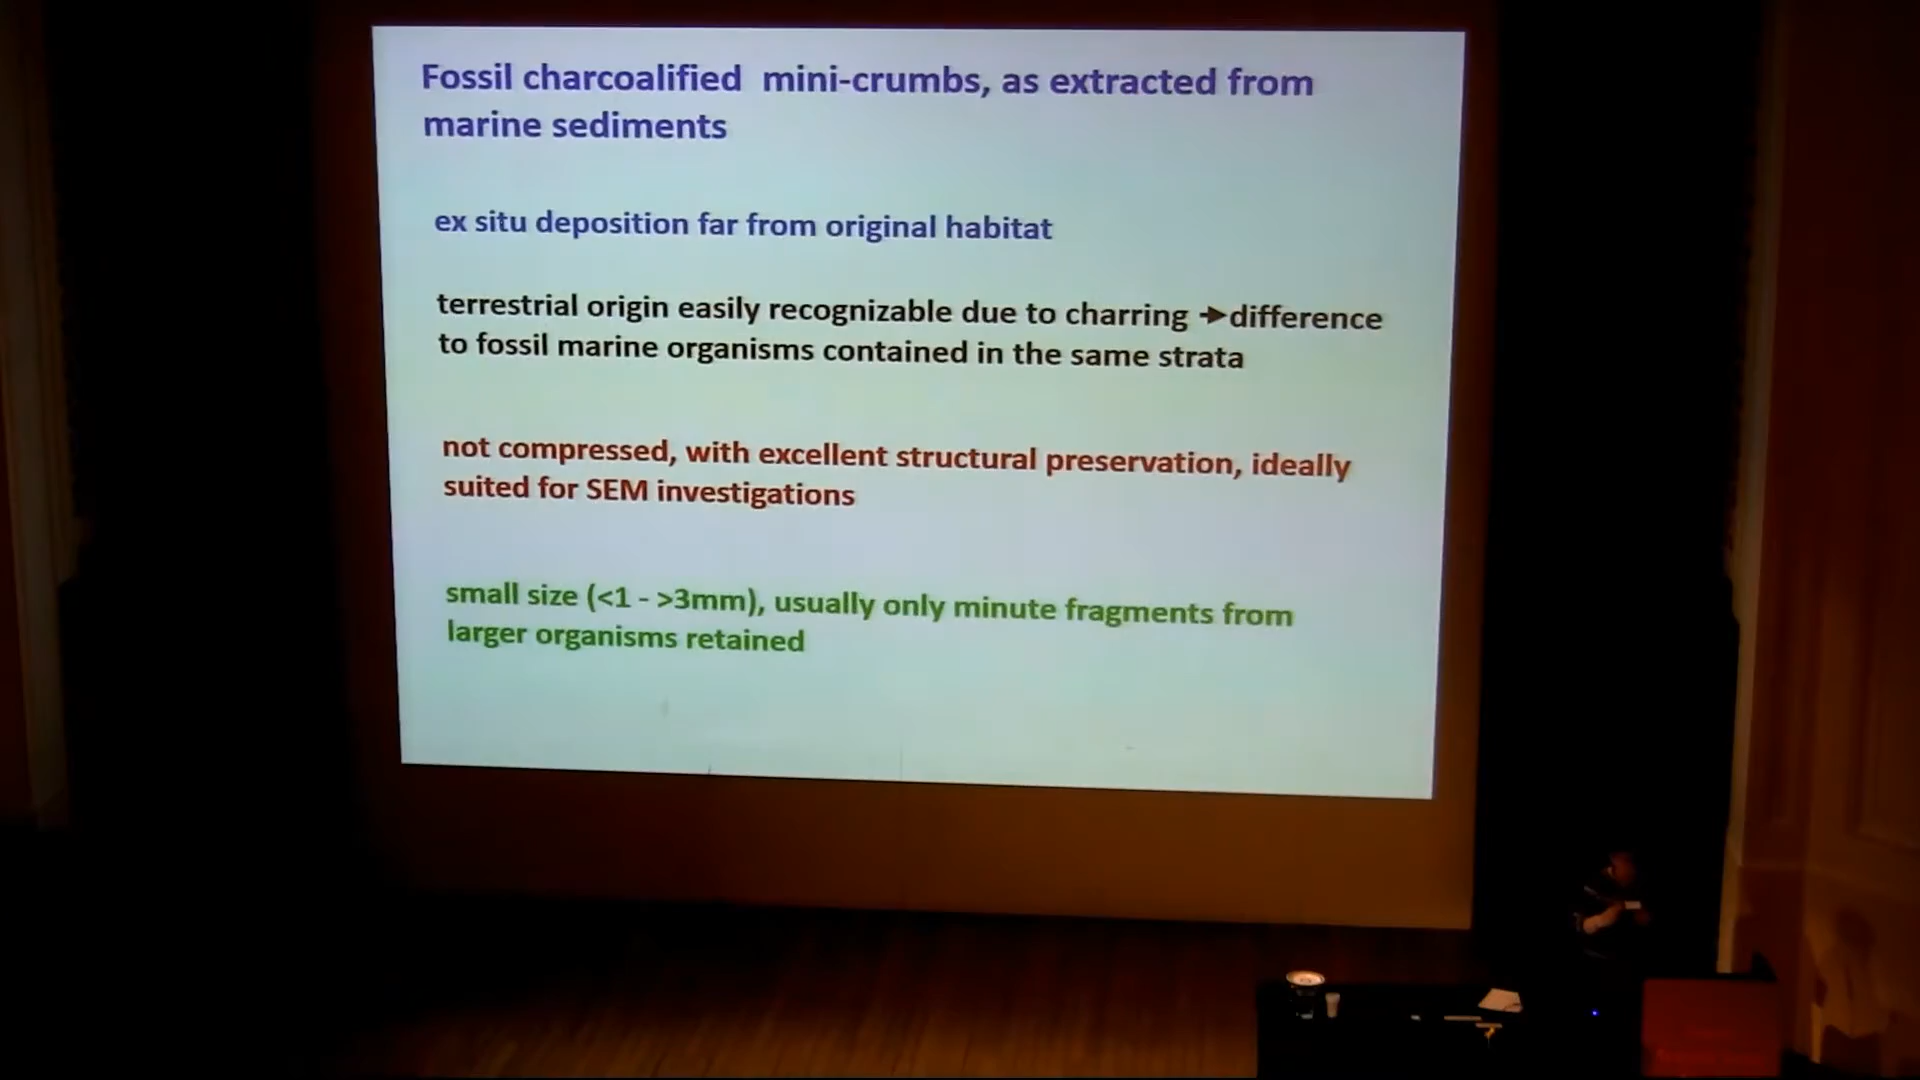 Fossil charcoalified mini-crumbs, as extracted from
marine sediments
ex situ deposition far from original habitat
terrestrial origin easily recognizable due to charring ➔difference
to fossil marine organisms contained in the same strata
not compressed, with excellent structural preservation, ideally
suited for SEM investigations
small size (<1 - >3mm), usually only minute fragments from
larger organisms retained